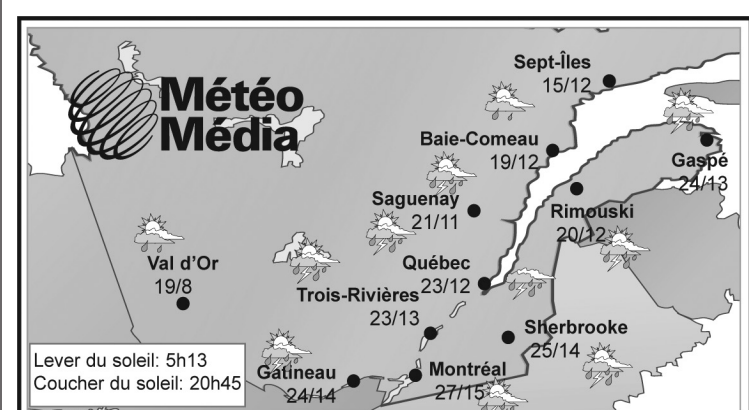 Météo
Média
Sept-Îles
15/12
Baie-Comeau
19/12
Gaspé
24/13
Saguenay
21/11
Rimouski
20/12
Val d’Or
19/8
Québec
23/12
Trois-Rivières
23/13
Sherbrooke
25/14
Lever du soleil: 5h13
Coucher du soleil: 20h45
Gatineau
24/14
Montréal
27/15